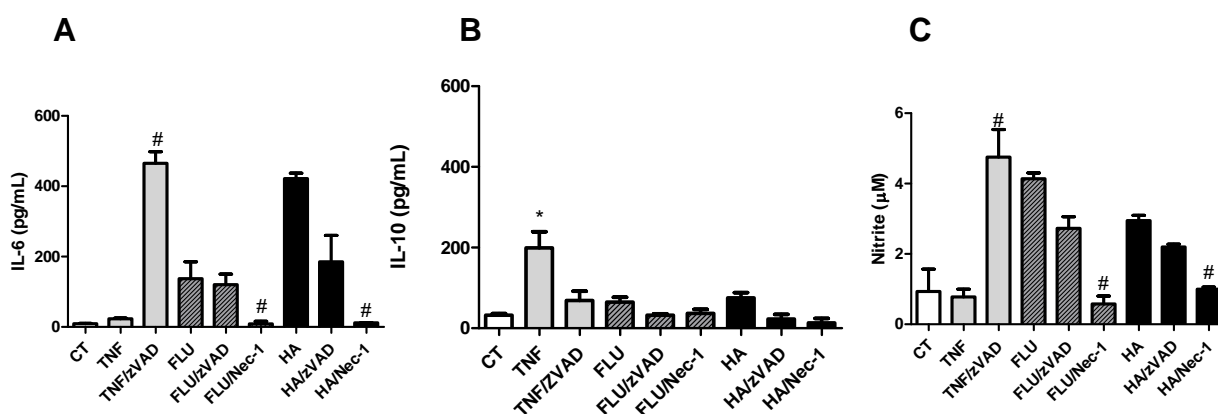 A
B
C
600
400
200
0
IL-6 (pg/mL)
#
#
#
CT
TNF
TNF/zVAD
FLU
FLU/zVAD
FLU/Nec-1
HA
HA/zVAD
HA/Nec-1
600
400
200
0
IL-10 (pg/mL)
*
CT
TNF
TNF/ZVAD
FLU
FLU/zVAD
FLU/Nec-1
HA
HA/zVAD
HA/Nec-1
6
4
2
0
Nitrite (μM)
#
#
#
CT
TNF
TNF/zVAD
FLU
FLU/zVAD
FLU/Nec-1
HA
HA/zVAD
HA/Nec-1